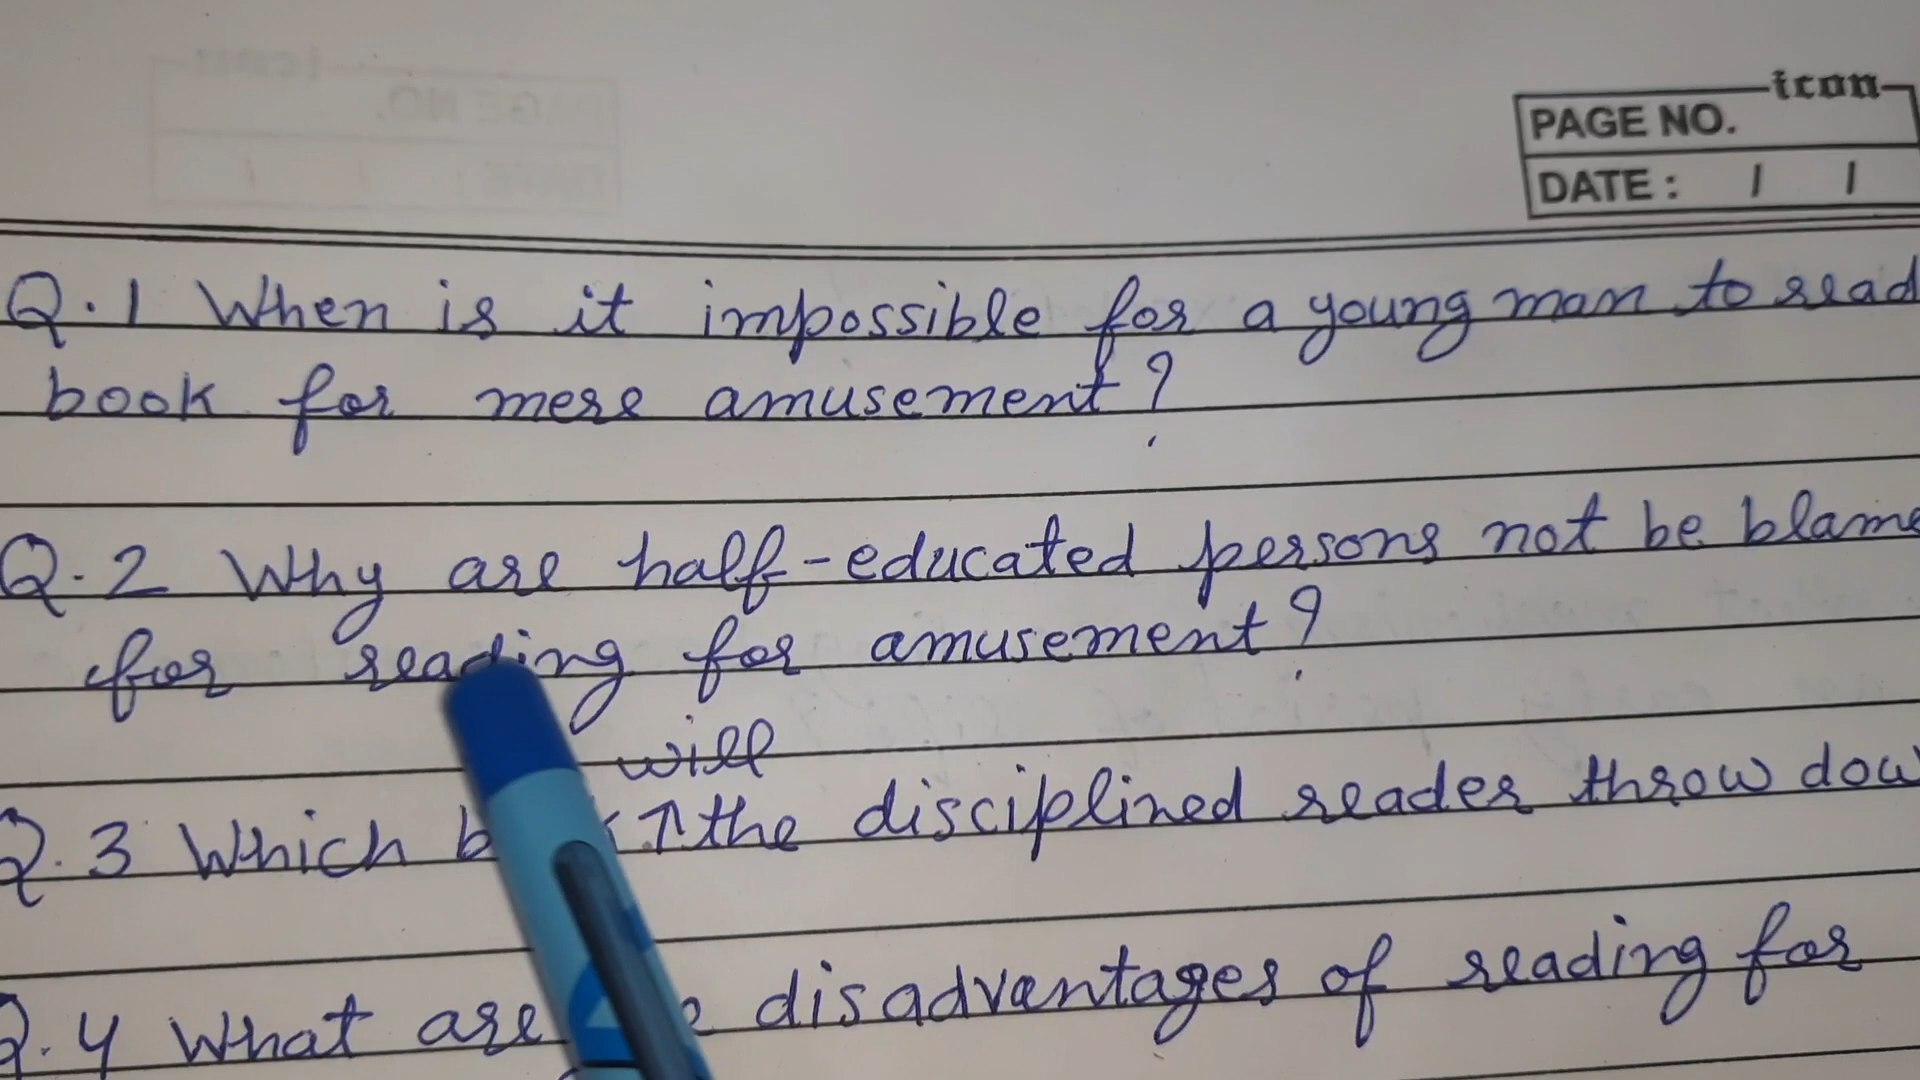 icon
PAGE NO.
DATE : / /
Q.1 When is it impossible for a young man to read
book for mere amusement?
Q.2 Why are half-educated persons not be blame
for reading for amusement?
will
Q.3 Which ↑ the disciplined reader throw dow
Q.4 What are disadvantages of reading for